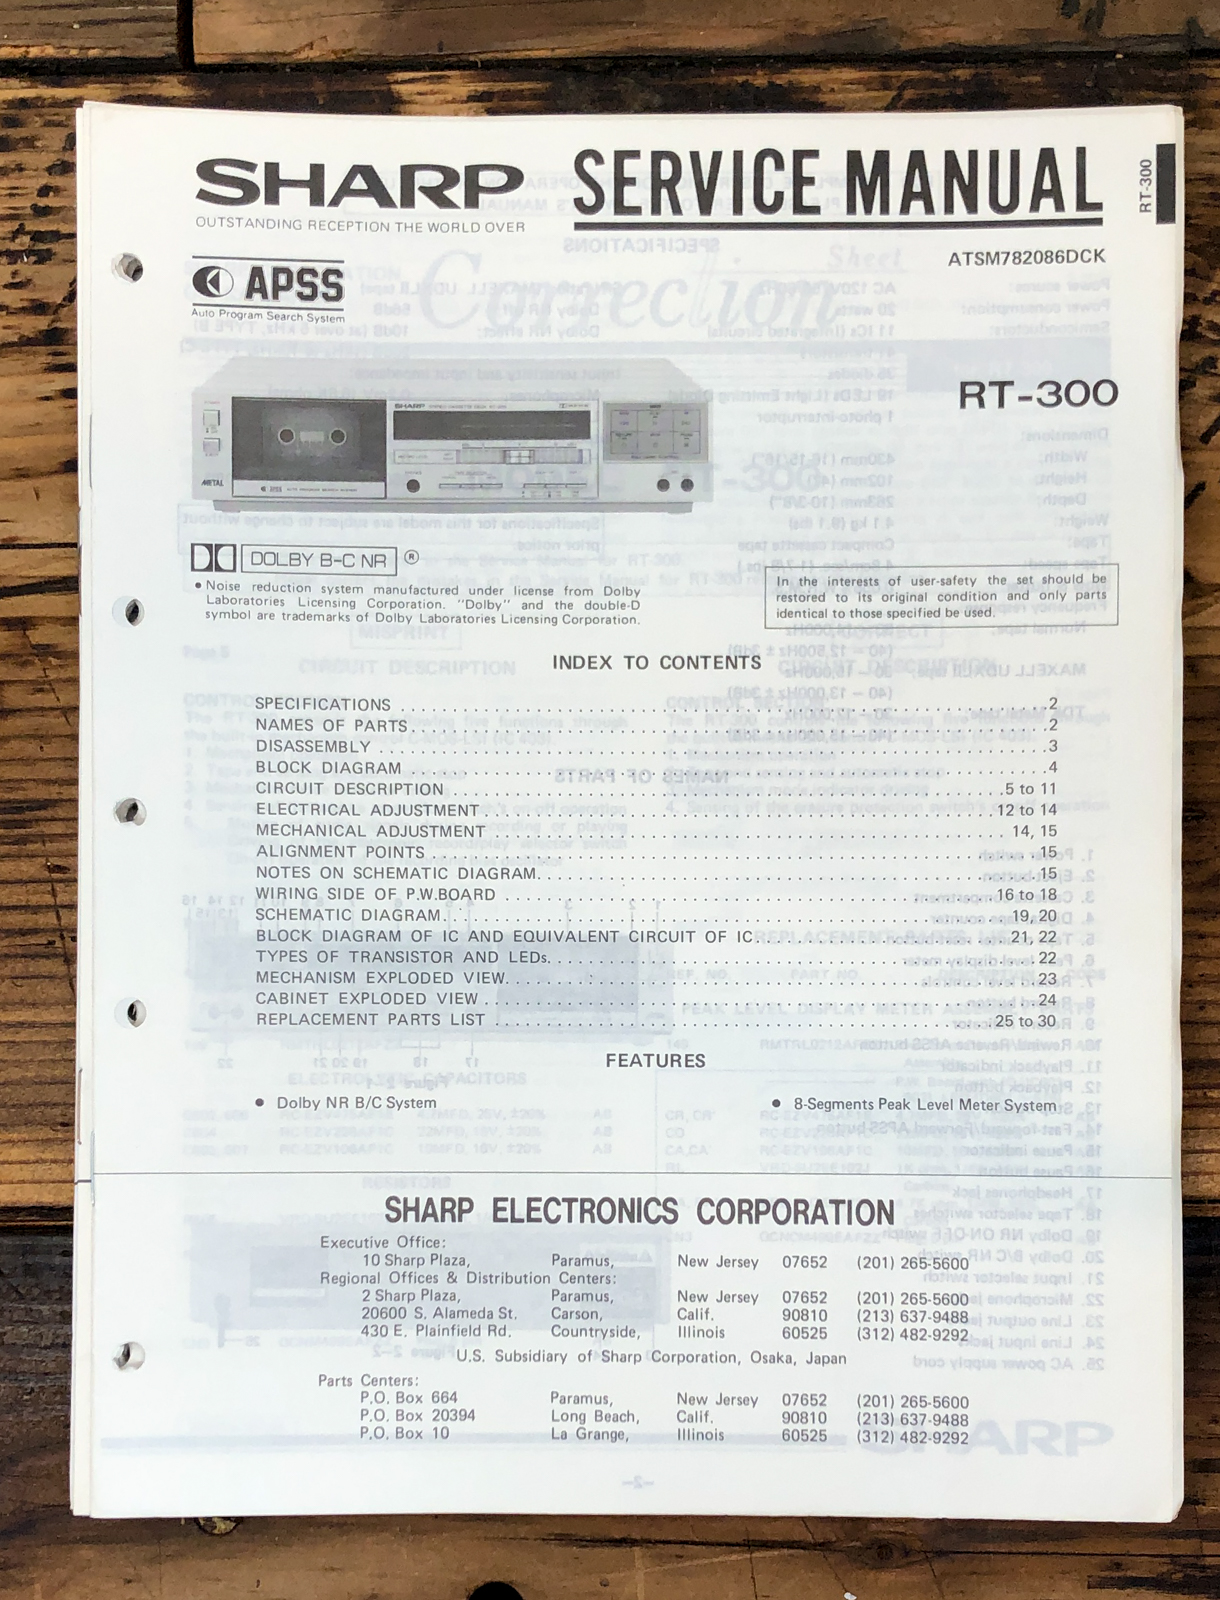 SHARP
OUTSTANDING RECEPTION THE WORLD OVER
SERVICE MANUAL
RT-300
ATSM782086DCK
APSS
Auto Program Search System
RT-300
SHARP
METAL
DOLBY B-C NR ®
• Noise reduction system manufactured under license from Dolby
Laboratories Licensing Corporation. "Dolby" and the double-D
symbol are trademarks of Dolby Laboratories Licensing Corporation.
In the interests of user-safety the set should be
restored to its original condition and only parts
identical to those specified be used.
INDEX TO CONTENTS
SPECIFICATIONS . . . . . . . . . . 2
NAMES OF PARTS. . . . . . . . . . 2
DISASSEMBLY . . . . . . . . . . 3
BLOCK DIAGRAM . . . . . . . . . . 4
CIRCUIT DESCRIPTION . . . . . . . . . . 5 to 11
ELECTRICAL ADJUSTMENT. . . . . . . . . . 12 to 14
MECHANICAL ADJUSTMENT . . . . . . . . . . 14, 15
ALIGNMENT POINTS. . . . . . . . . . 15
NOTES ON SCHEMATIC DIAGRAM. . . . . . . . . . 15
WIRING SIDE OF P.W.BOARD . . . . . . . . . . 16 to 18
SCHEMATIC DIAGRAM. . . . . . . . . . 19, 20
BLOCK DIAGRAM OF IC AND EQUIVALENT CIRCUIT OF IC. . . . . . . . . . 21, 22
TYPES OF TRANSISTOR AND LEDs. . . . . . . . . . 22
MECHANISM EXPLODED VIEW. . . . . . . . . . 23
CABINET EXPLODED VIEW . . . . . . . . . . 24
REPLACEMENT PARTS LIST . . . . . . . . . . 25 to 30
FEATURES
• Dolby NR B/C System
• 8-Segments Peak Level Meter System
SHARP ELECTRONICS CORPORATION
Executive Office:
10 Sharp Plaza, Paramus, New Jersey 07652 (201) 265-5600
Regional Offices & Distribution Centers:
2 Sharp Plaza, Paramus, New Jersey 07652 (201) 265-5600
20600 S. Alameda St. Carson, Calif. 90810 (213) 637-9488
430 E. Plainfield Rd. Countryside, Illinois 60525 (312) 482-9292
U.S. Subsidiary of Sharp Corporation, Osaka, Japan
Parts Centers:
P.O. Box 664 Paramus, New Jersey 07652 (201) 265-5600
P.O. Box 20394 Long Beach, Calif. 90810 (213) 637-9488
P.O. Box 10 La Grange, Illinois 60525 (312) 482-9292